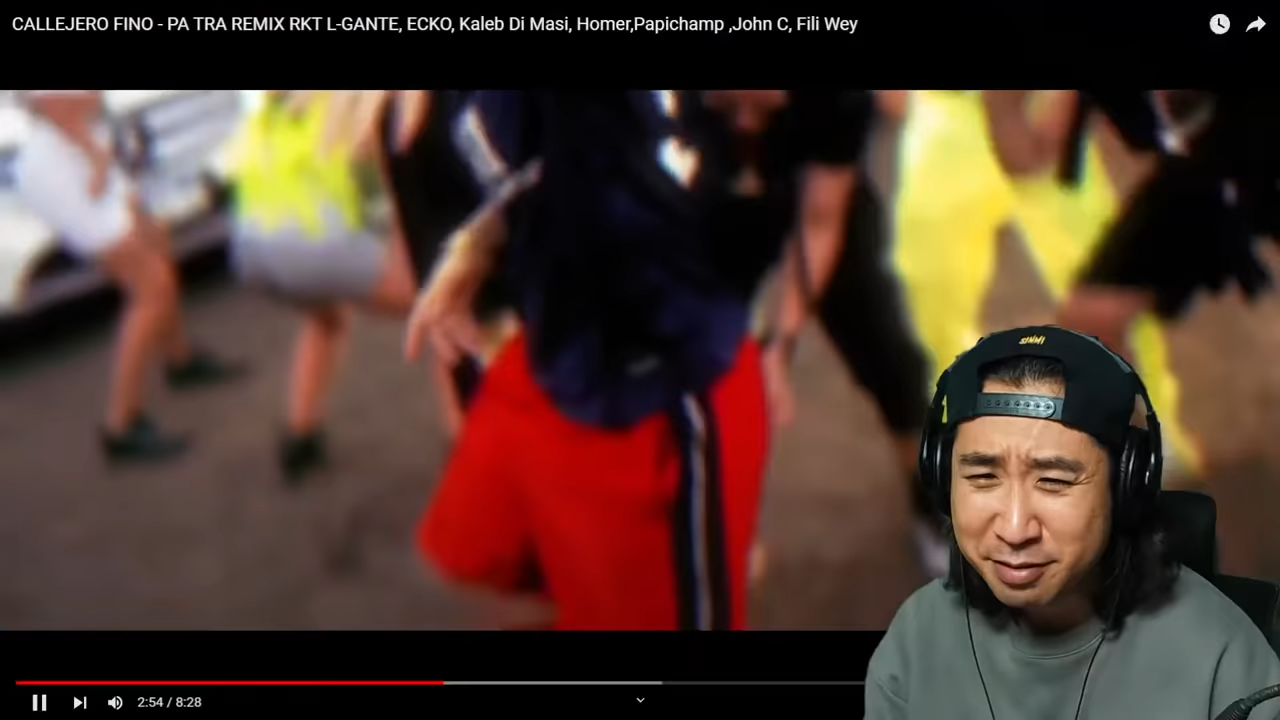 CALLEJERO FINO - PA TRA REMIX RKT L-GANTE, ECKO, Kaleb Di Masi, Homer,Papichamp ,John C, Fili Wey
2:54 / 8:28